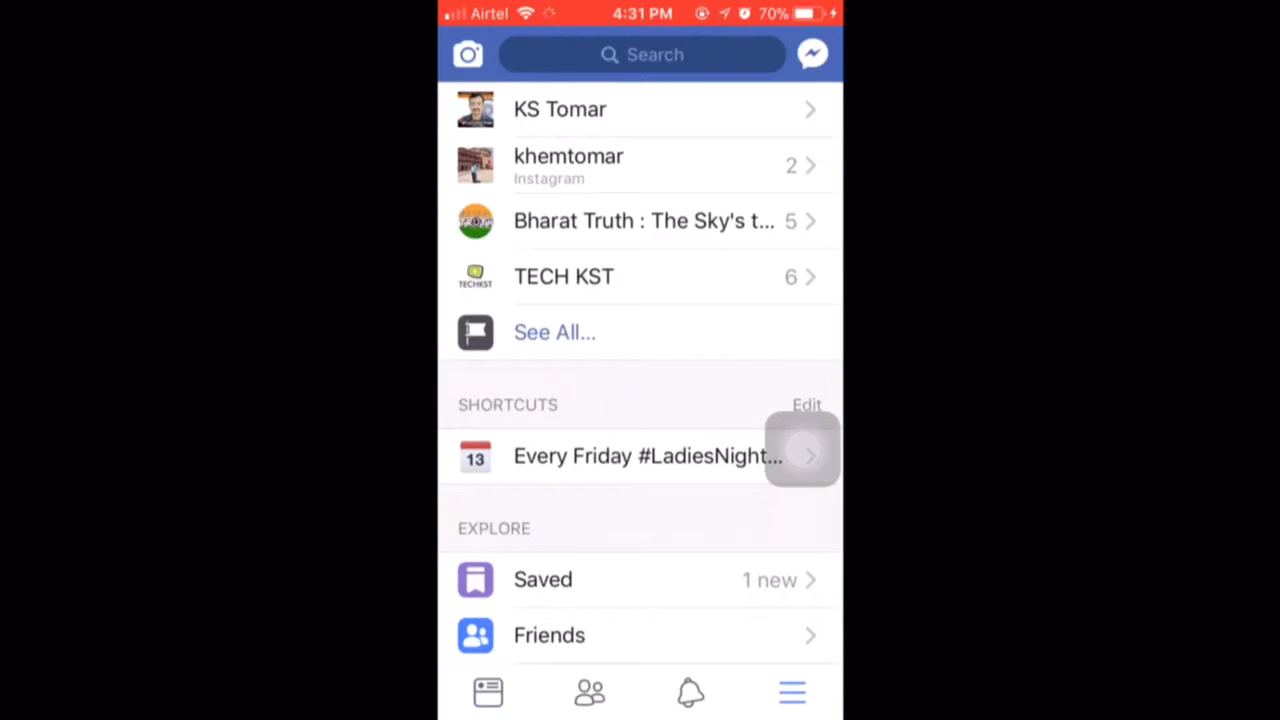 Airtel 4:31 PM 70%
Search
KS Tomar
khemtomar
Instagram
2
Bharat Truth : The Sky's t... 5
TECHKST
TECH KST 6
See All...
SHORTCUTS Edit
13
Every Friday #LadiesNight...
EXPLORE
Saved 1 new
Friends